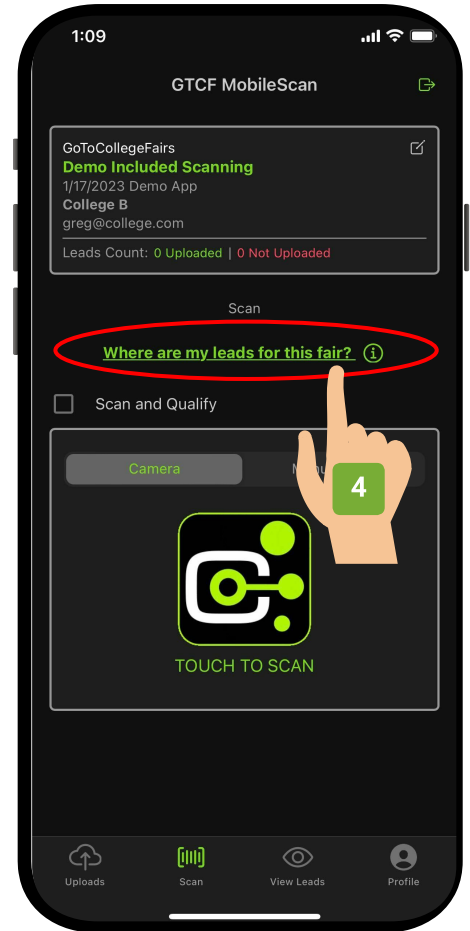 1:09
GTCF MobileScan
GoToCollegeFairs
Demo Included Scanning
1/17/2023 Demo App
College B
greg@college.com
Leads Count: 0 Uploaded | 0 Not Uploaded
Scan
Where are my leads for this fair?
Scan and Qualify
Camera
4
TOUCH TO SCAN
Uploads Scan View Leads Profile